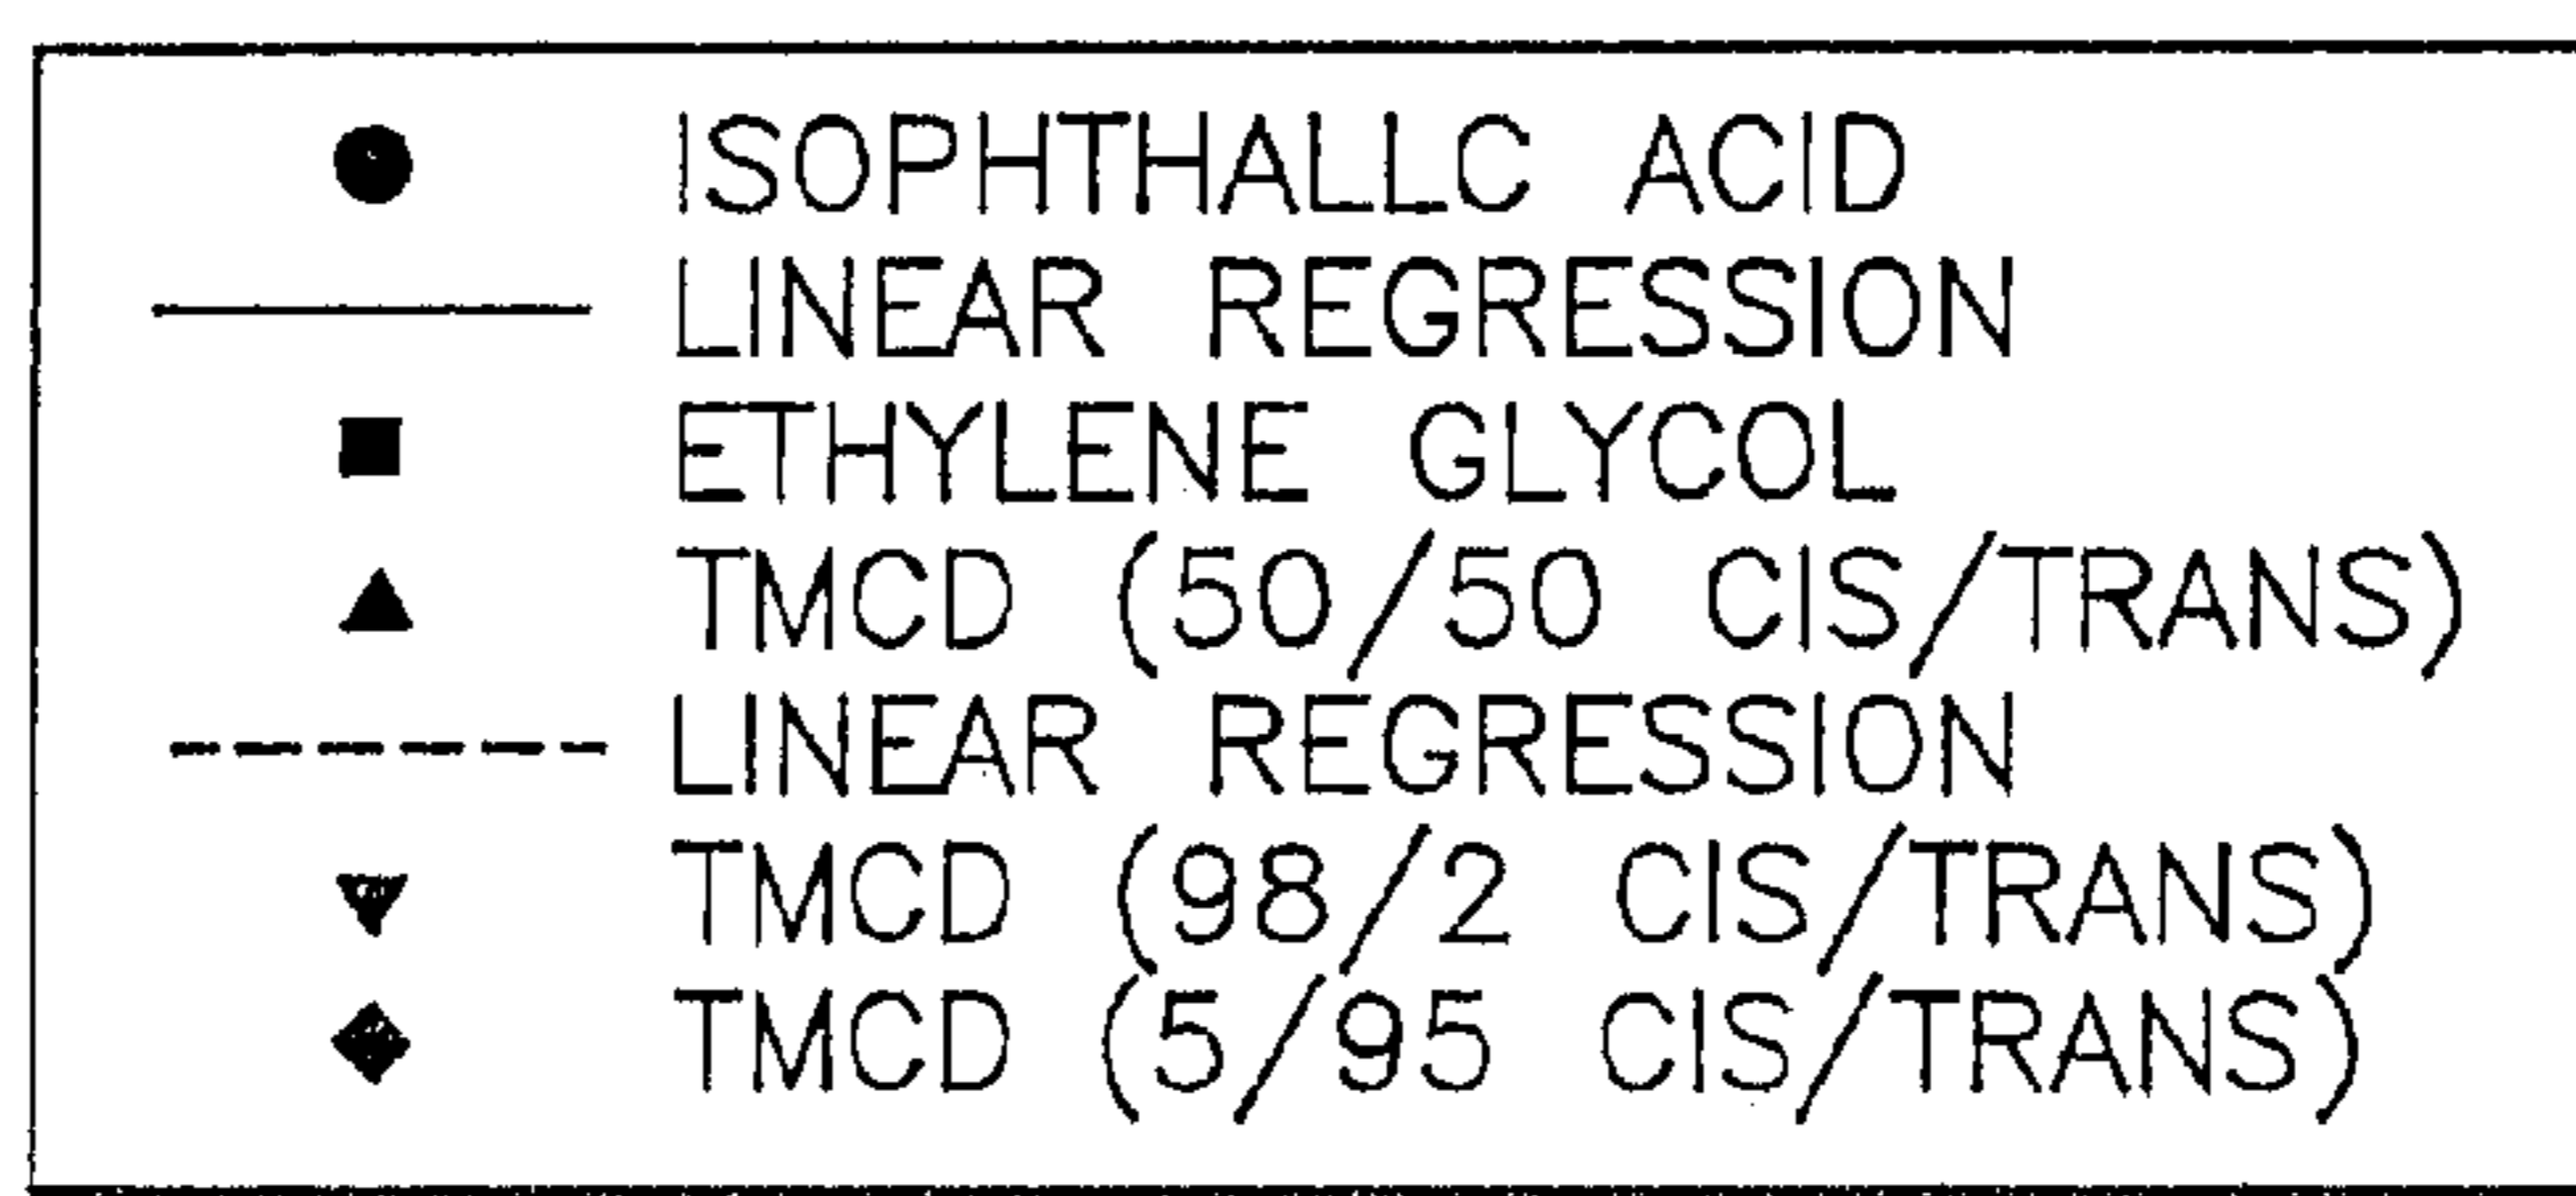 ISOPHTHALLC ACID
LINEAR REGRESSION
ETHYLENE GLYCOL
TMCD (50/50 CIS/TRANS)
LINEAR REGRESSION
TMCD (98/2 CIS/TRANS)
TMCD (5/95 CIS/TRANS)